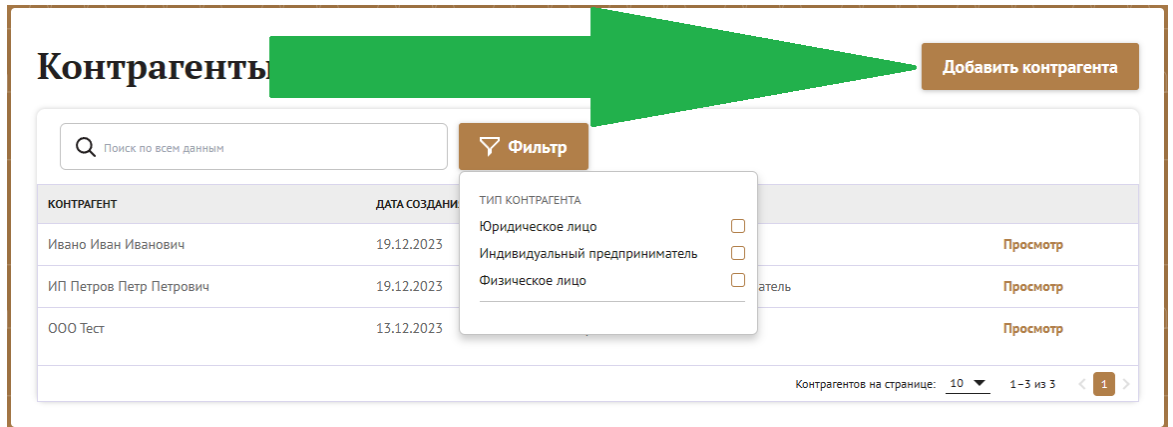 Контрагенты
Добавить контрагента
Поиск по всем данным
Фильтр
КОНТРАГЕНТ
ДАТА СОЗДАНИ
ТИП КОНТРАГЕНТА
Юридическое лицо
Индивидуальный предприниматель
Физическое лицо
Ивано Иван Иванович 19.12.2023 Просмотр
ИП Петров Петр Петрович 19.12.2023 атель Просмотр
ООО Тест 13.12.2023 Просмотр
Контрагентов на странице: 10 1–3 из 3 1